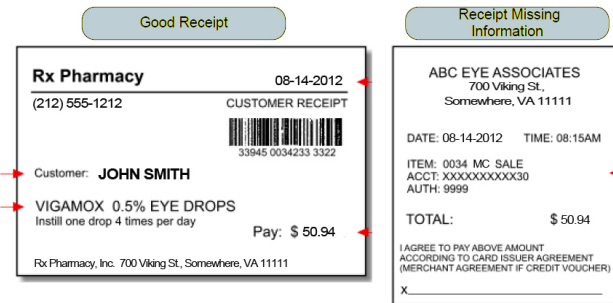 Good Receipt
Rx Pharmacy
08-14-2012
(212) 555-1212
CUSTOMER RECEIPT
33945 0034233 3322
Customer: JOHN SMITH
VIGAMOX 0.5% EYE DROPS
Instill one drop 4 times per day
Pay: $ 50.94
Rx Pharmacy, Inc. 700 Viking St., Somewhere, VA 11111
Receipt Missing
Information
ABC EYE ASSOCIATES
700 Viking St.,
Somewhere, VA 11111
DATE: 08-14-2012 TIME: 08:15AM
ITEM: 0034 MC SALE
ACCT: XXXXXXXXXXX30
AUTH: 9999
TOTAL: $ 50.94
I AGREE TO PAY ABOVE AMOUNT
ACCORDING TO CARD ISSUER AGREEMENT
(MERCHANT AGREEMENT IF CREDIT VOUCHER)
X